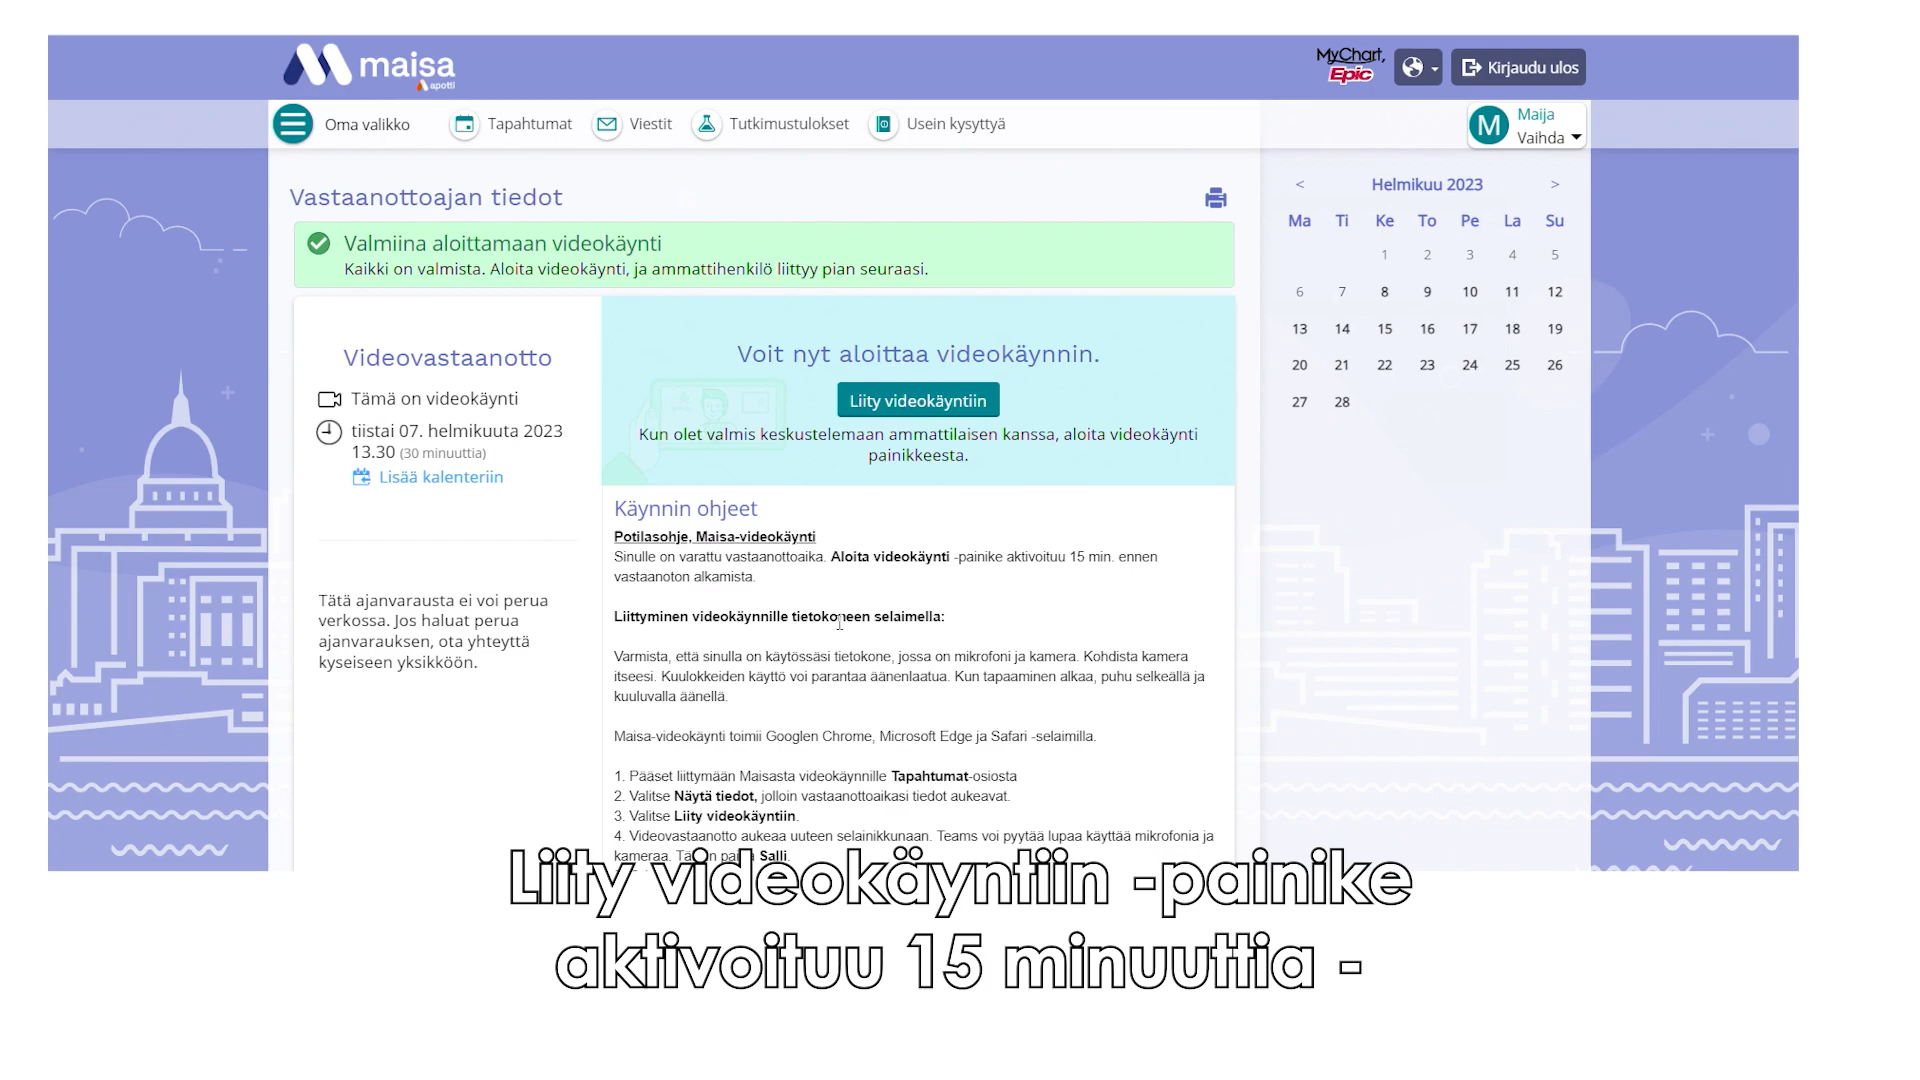 maisa
apotti
MyChart
Epic
Kirjaudu ulos
Oma valikko
Tapahtumat
Viestit
Tutkimustulokset
Usein kysyttyä
M
Maija
Vaihda
Vastaanottoajan tiedot
Valmiina aloittamaan videokäynti
Kaikki on valmista. Aloita videokäynti, ja ammattihenkilö liittyy pian seuraasi.
Videovastaanotto
Tämä on videokäynti
tiistai 07. helmikuuta 2023
13.30 (30 minuuttia)
Lisää kalenteriin
Tätä ajanvarausta ei voi perua
verkossa. Jos haluat perua
ajanvarauksen, ota yhteyttä
kyseiseen yksikköön.
Voit nyt aloittaa videokäynnin.
Liity videokäyntiin
Kun olet valmis keskustelemaan ammattilaisen kanssa, aloita videokäynti
painikkeesta.
Käynnin ohjeet
Potilasohje, Maisa-videokäynti
Sinulle on varattu vastaanottoaika. Aloita videokäynti -painike aktivoituu 15 min. ennen
vastaanoton alkamista.
Liittyminen videokäynnille tietokoneen selaimella:
Varmista, että sinulla on käytössäsi tietokone, jossa on mikrofoni ja kamera. Kohdista kamera
itseesi. Kuulokkeiden käyttö voi parantaa äänenlaatua. Kun tapaaminen alkaa, puhu selkeällä ja
kuuluvalla äänellä.
Maisa-videokäynti toimii Googlen Chrome, Microsoft Edge ja Safari -selaimilla.
1. Pääset liittymään Maisasta videokäynnille Tapahtumat-osiosta
2. Valitse Näytä tiedot, jolloin vastaanottoaikasi tiedot aukeavat.
3. Valitse Liity videokäyntiin.
4. Videovastaanotto aukeaa uuteen selainikkunaan. Teams voi pyytää lupaa käyttää mikrofonia ja
kameraa. Salli.
< Helmikuu 2023 >
Ma Ti Ke To Pe La Su
1 2 3 4 5
6 7 8 9 10 11 12
13 14 15 16 17 18 19
20 21 22 23 24 25 26
27 28
Liity videokäyntiin -painike
aktivoituu 15 minuuttia -